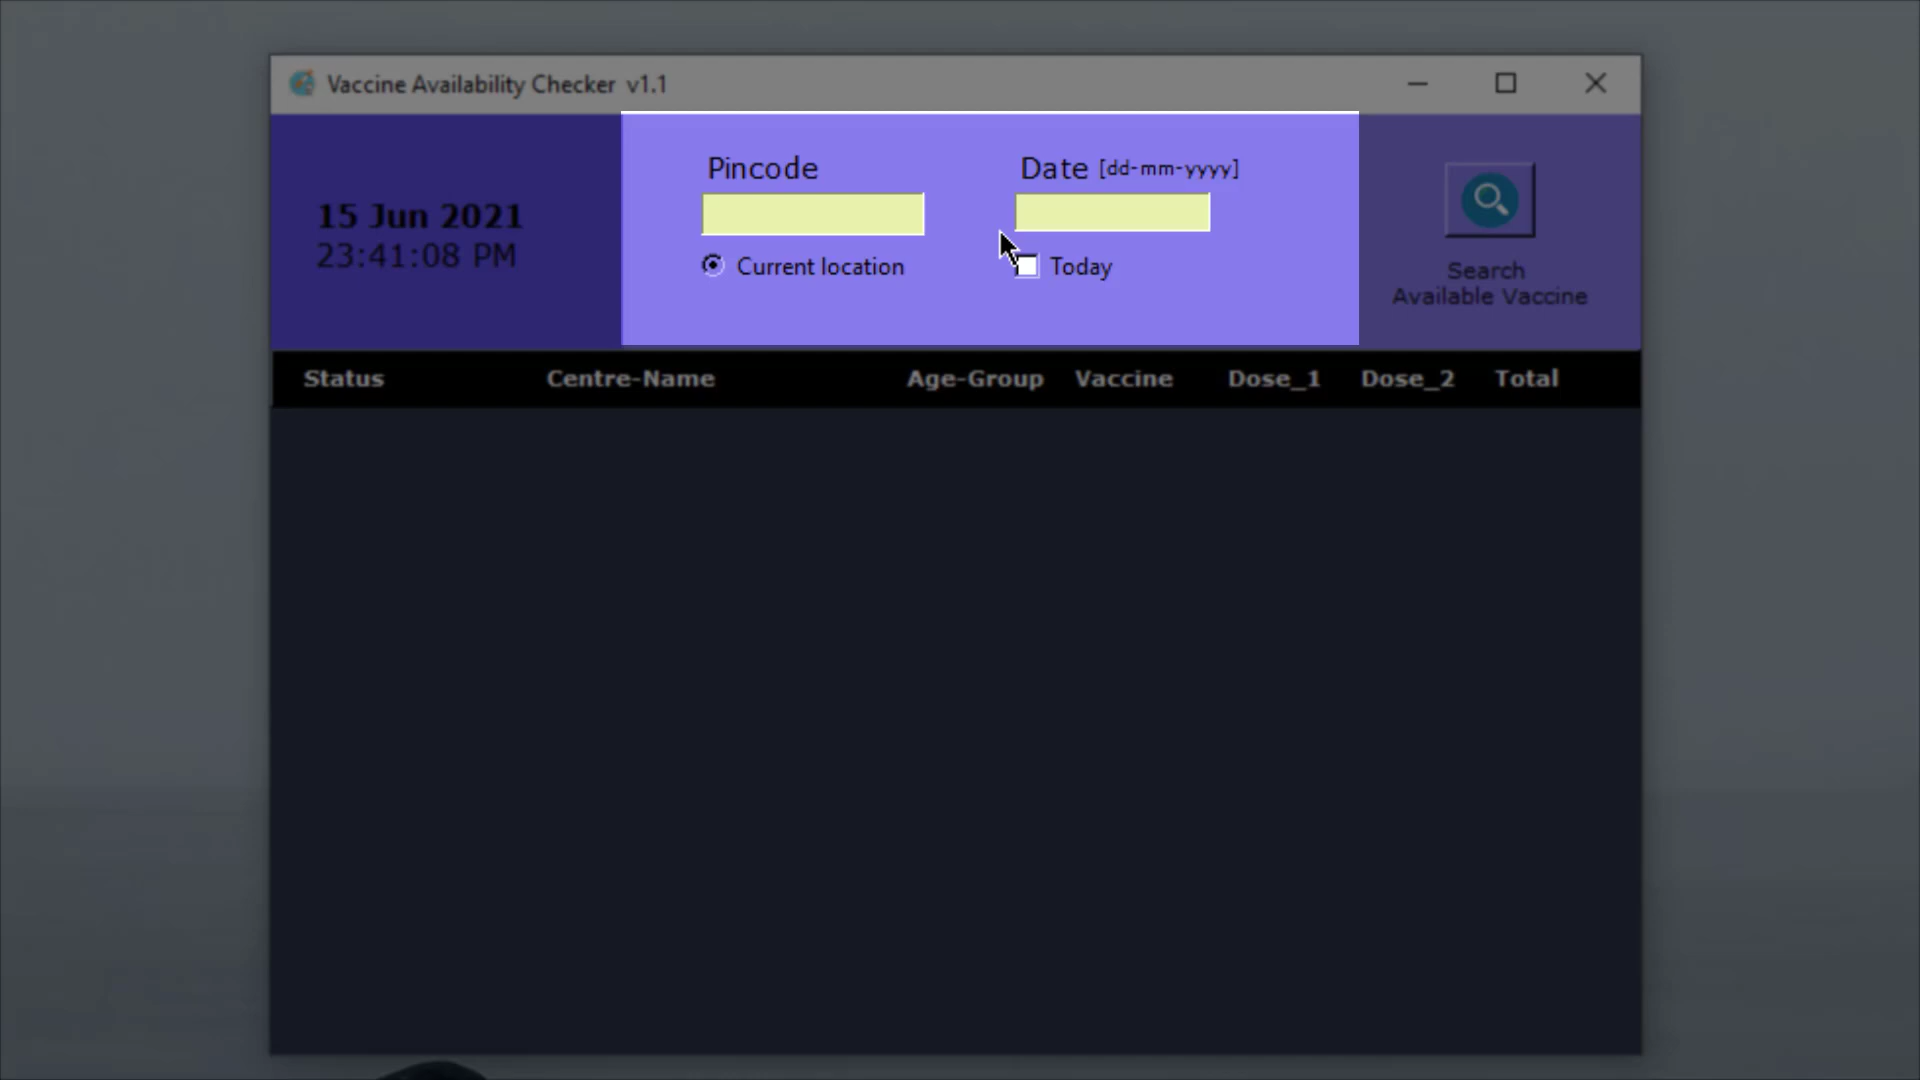 Vaccine Availability Checker v1.1
Pincode
Date [dd-mm-yyyy]
15 Jun 2021
23:41:08 PM
Current location
Today
Search
Available Vaccine
Status Centre-Name Age-Group Vaccine Dose_1 Dose_2 Total